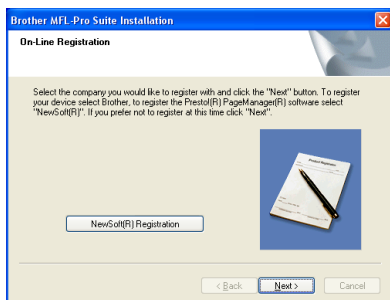 Brother MFL-Pro Suite Installation
On-Line Registration
Select the company you would like to register with and click the "Next" button. To register
your device select Brother, to register the Presto!(R) PageManager(R) software select
"NewSoft(R)". If you prefer not to register at this time click "Next".
Product Registration
NewSoft(R) Registration
< Back
Next >
Cancel